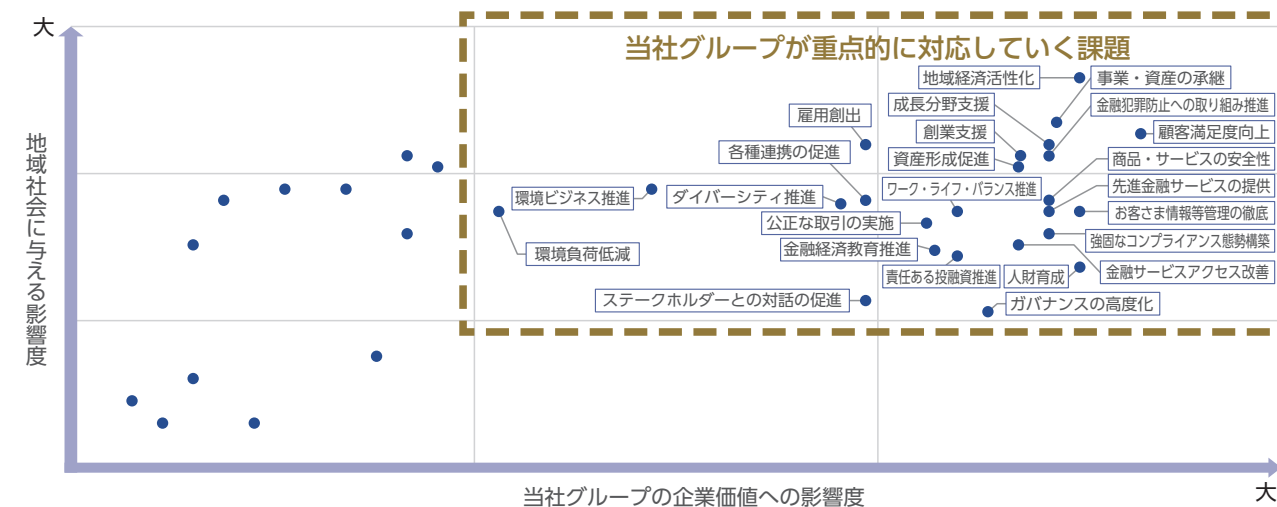 大
当社グループが重点的に対応していく課題
地域経済活性化
事業・資産の承継
成長分野支援
金融犯罪防止への取り組み推進
雇用創出
創業支援
顧客満足度向上
各種連携の促進
資産形成促進
商品・サービスの安全性
環境ビジネス推進
ダイバーシティ推進
ワーク・ライフ・バランス推進
先進金融サービスの提供
公正な取引の実施
お客さま情報等管理の徹底
環境負荷低減
金融経済教育推進
強固なコンプライアンス態勢構築
責任ある投融資推進
人財育成
金融サービスアクセス改善
ステークホルダーとの対話の促進
ガバナンスの高度化
地域社会に与える影響度
当社グループの企業価値への影響度
大